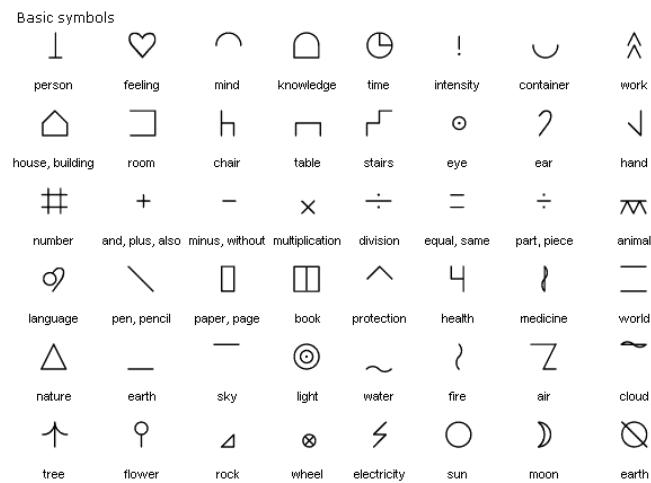 Basic symbols
person feeling mind knowledge time intensity container work
house, building room chair table stairs eye ear hand
number and, plus, also minus, without multiplication division equal, same part, piece animal
language pen, pencil paper, page book protection health medicine world
nature earth sky light water fire air cloud
tree flower rock wheel electricity sun moon earth